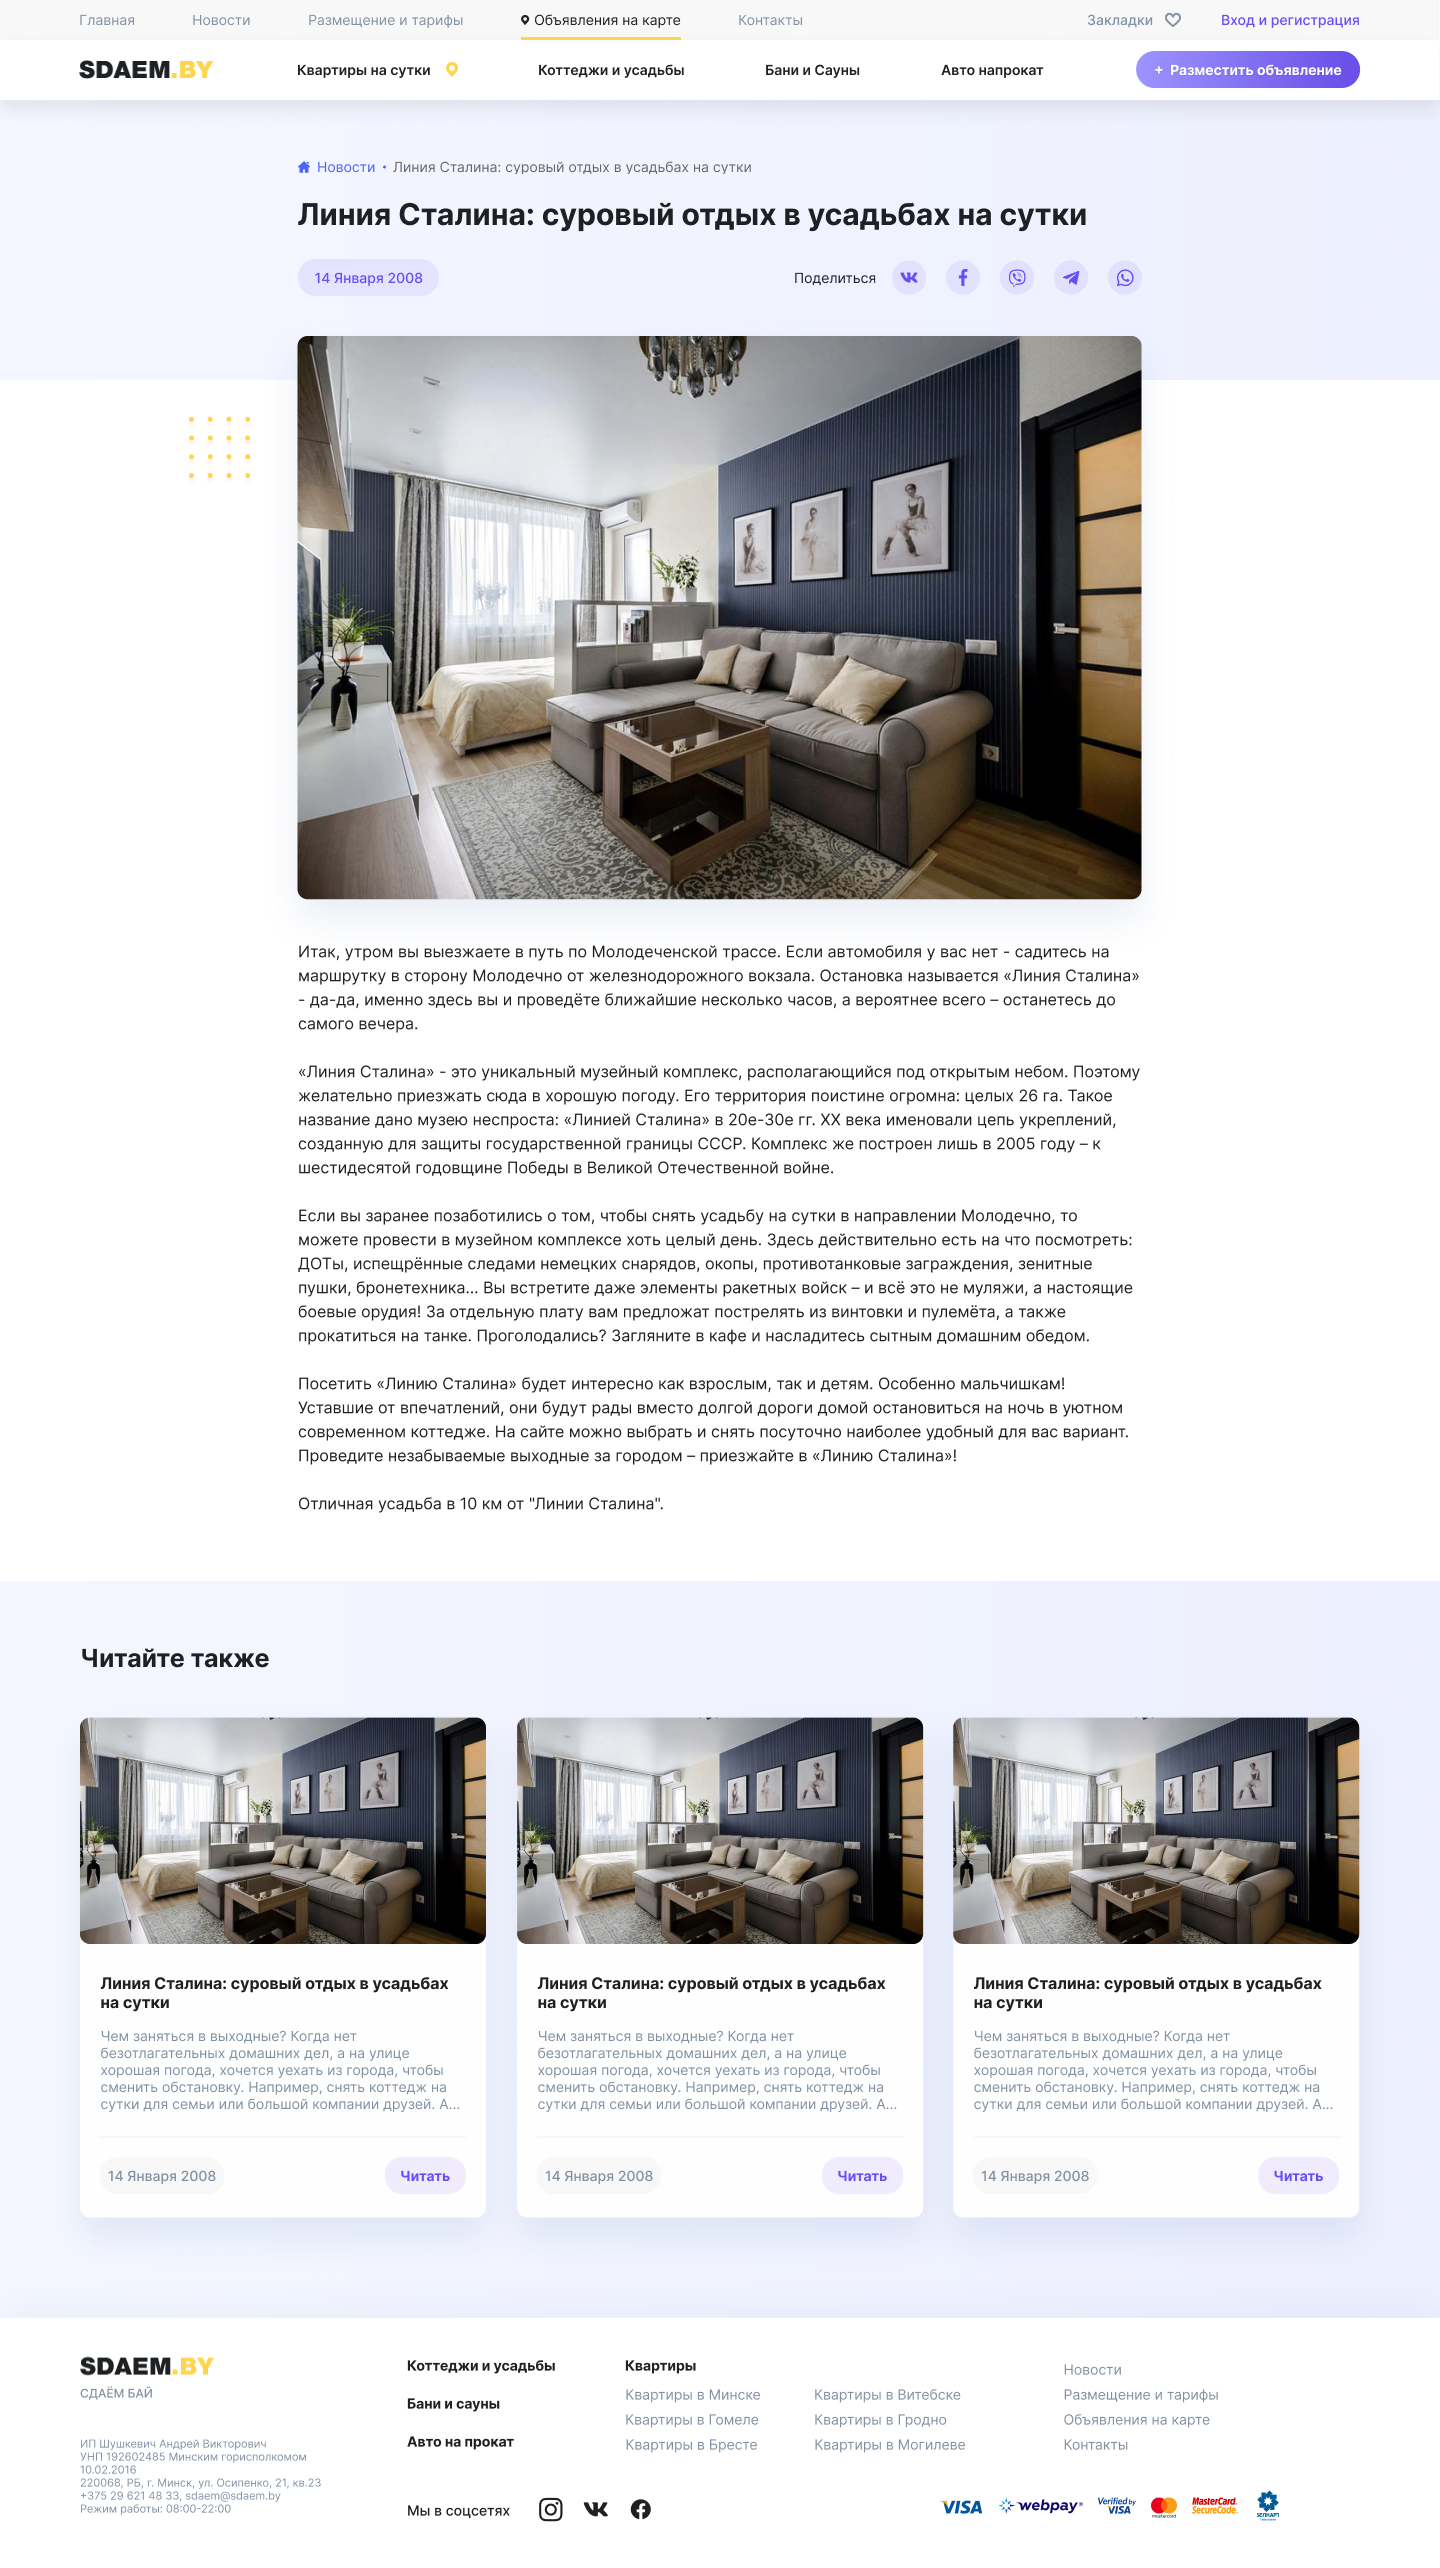 Главная Новости Размещение и тарифы Объявления на карте Контакты Закладки Вход и регистрация
SDAEM.BY Квартиры на сутки Коттеджи и усадьбы Бани и Сауны Авто напрокат + Разместить объявление
Новости • Линия Сталина: суровый отдых в усадьбах на сутки
Линия Сталина: суровый отдых в усадьбах на сутки
14 Января 2008 Поделиться
Итак, утром вы выезжаете в путь по Молодеченской трассе. Если автомобиля у вас нет - садитесь на
маршрутку в сторону Молодечно от железнодорожного вокзала. Остановка называется «Линия Сталина»
- да-да, именно здесь вы и проведёте ближайшие несколько часов, а вероятнее всего – останетесь до
самого вечера.
«Линия Сталина» - это уникальный музейный комплекс, располагающийся под открытым небом. Поэтому
желательно приезжать сюда в хорошую погоду. Его территория поистине огромна: целых 26 га. Такое
название дано музею неспроста: «Линией Сталина» в 20е-30е гг. XX века именовали цепь укреплений,
созданную для защиты государственной границы СССР. Комплекс же построен лишь в 2005 году – к
шестидесятой годовщине Победы в Великой Отечественной войне.
Если вы заранее позаботились о том, чтобы снять усадьбу на сутки в направлении Молодечно, то
можете провести в музейном комплексе хоть целый день. Здесь действительно есть на что посмотреть:
ДОТы, испещрённые следами немецких снарядов, окопы, противотанковые заграждения, зенитные
пушки, бронетехника… Вы встретите даже элементы ракетных войск – и всё это не муляжи, а настоящие
боевые орудия! За отдельную плату вам предложат пострелять из винтовки и пулемёта, а также
прокатиться на танке. Проголодались? Загляните в кафе и насладитесь сытным домашним обедом.
Посетить «Линию Сталина» будет интересно как взрослым, так и детям. Особенно мальчишкам!
Уставшие от впечатлений, они будут рады вместо долгой дороги домой остановиться на ночь в уютном
современном коттедже. На сайте можно выбрать и снять посуточно наиболее удобный для вас вариант.
Проведите незабываемые выходные за городом – приезжайте в «Линию Сталина»!
Отличная усадьба в 10 км от "Линии Сталина".
Читайте также
Линия Сталина: суровый отдых в усадьбах
на сутки
Чем заняться в выходные? Когда нет
безотлагательных домашних дел, а на улице
хорошая погода, хочется уехать из города, чтобы
сменить обстановку. Например, снять коттедж на
сутки для семьи или большой компании друзей. А...
14 Января 2008 Читать
Линия Сталина: суровый отдых в усадьбах
на сутки
Чем заняться в выходные? Когда нет
безотлагательных домашних дел, а на улице
хорошая погода, хочется уехать из города, чтобы
сменить обстановку. Например, снять коттедж на
сутки для семьи или большой компании друзей. А...
14 Января 2008 Читать
Линия Сталина: суровый отдых в усадьбах
на сутки
Чем заняться в выходные? Когда нет
безотлагательных домашних дел, а на улице
хорошая погода, хочется уехать из города, чтобы
сменить обстановку. Например, снять коттедж на
сутки для семьи или большой компании друзей. А...
14 Января 2008 Читать
SDAEM.BY
СДАЁМ БАЙ
ИП Шушкевич Андрей Викторович
УНП 192602485 Минским горисполкомом
10.02.2016
220068, РБ, г. Минск, ул. Осипенко, 21, кв.23
+375 29 621 48 33, sdaem@sdaem.by
Режим работы: 08:00-22:00
Коттеджи и усадьбы
Бани и сауны
Авто на прокат
Квартиры
Квартиры в Минске
Квартиры в Гомеле
Квартиры в Бресте
Квартиры в Витебске
Квартиры в Гродно
Квартиры в Могилеве
Новости
Размещение и тарифы
Объявления на карте
Контакты
Мы в соцсетях
VISA webpay® Verified by VISA mastercard MasterCard. SecureCode. БЕЛКАРТ